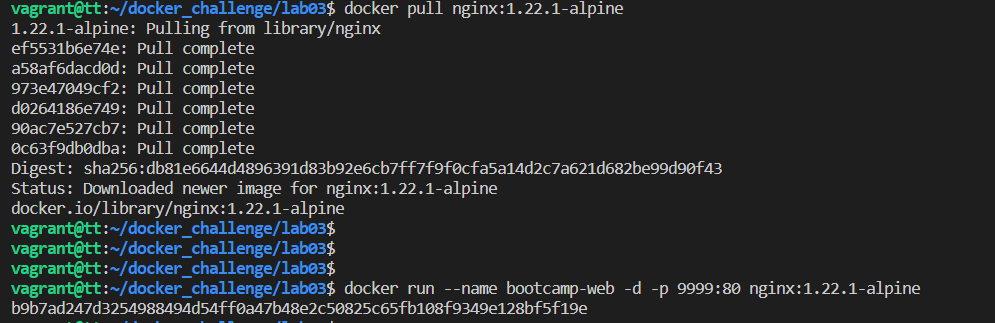 vagrant@tt:~/docker_challenge/lab03$ docker pull nginx:1.22.1-alpine
1.22.1-alpine: Pulling from library/nginx
ef5531b6e74e: Pull complete
a58af6dacd0d: Pull complete
973e47049cf2: Pull complete
d0264186e749: Pull complete
90ac7e527cb7: Pull complete
0c63f9db0dba: Pull complete
Digest: sha256:db81e6644d4896391d83b92e6cb7ff7f9f0cfa5a14d2c7a621d682be99d90f43
Status: Downloaded newer image for nginx:1.22.1-alpine
docker.io/library/nginx:1.22.1-alpine
vagrant@tt:~/docker_challenge/lab03$
vagrant@tt:~/docker_challenge/lab03$
vagrant@tt:~/docker_challenge/lab03$
vagrant@tt:~/docker_challenge/lab03$ docker run --name bootcamp-web -d -p 9999:80 nginx:1.22.1-alpine
b9b7ad247d3254988494d54ff0a47b48e2c50825c65fb108f9349e128bf5f19e
vagrant@tt:~/docker_challenge/lab03$